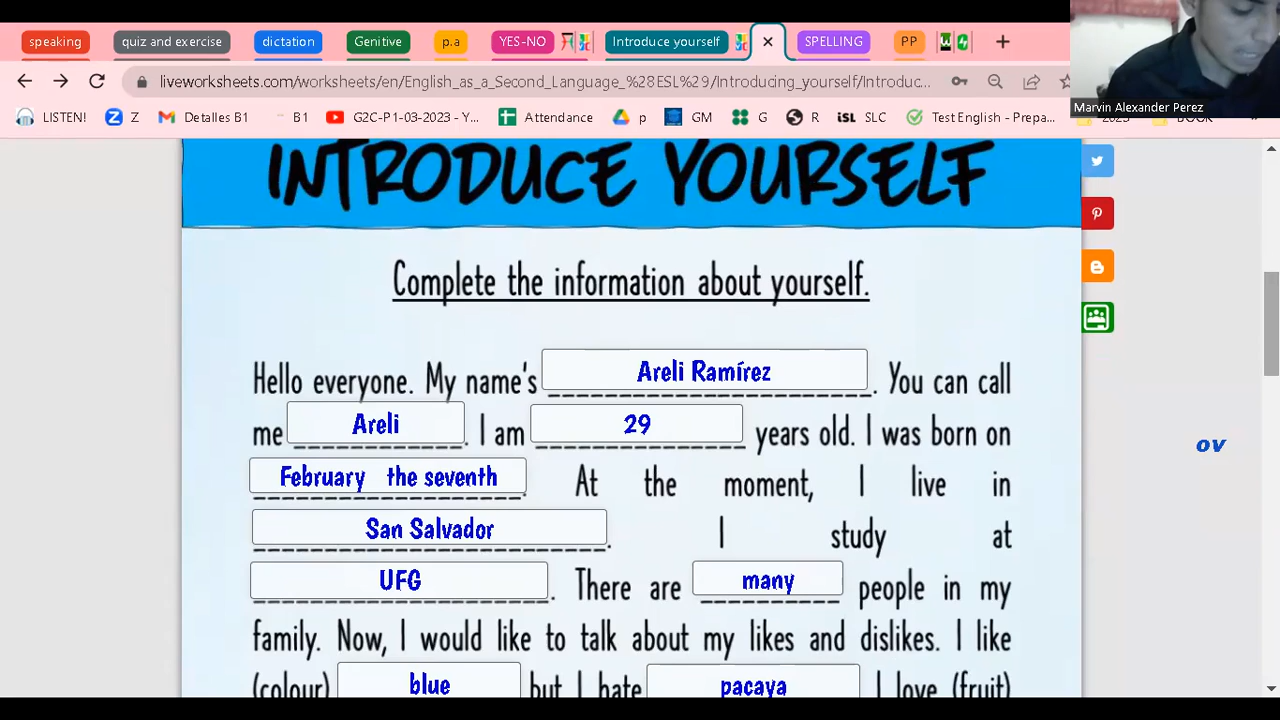 speaking quiz and exercise dictation Genitive p.a YES-NO Introduce yourself SPELLING PP
liveworksheets.com/worksheets/en/English_as_a_Second_Language_%28ESL%29/Introducing_yourself/Introduc...
Marvin Alexander Perez
LISTEN! Z Detalles B1 B1 G2C-P1-03-2023 - Y... Attendance p GM G R iSL SLC Test English - Prepa... 2023 BOOK
INTRODUCE YOURSELF
Complete the information about yourself.
Hello everyone. My name's Areli Ramírez. You can call
me Areli. I am 29 years old. I was born on
February the seventh. At the moment, I live in
San Salvador. I study at
UFG. There are many people in my
family. Now, I would like to talk about my likes and dislikes. I like
(colour) blue but I hate pacaya. I love (fruit)
ov